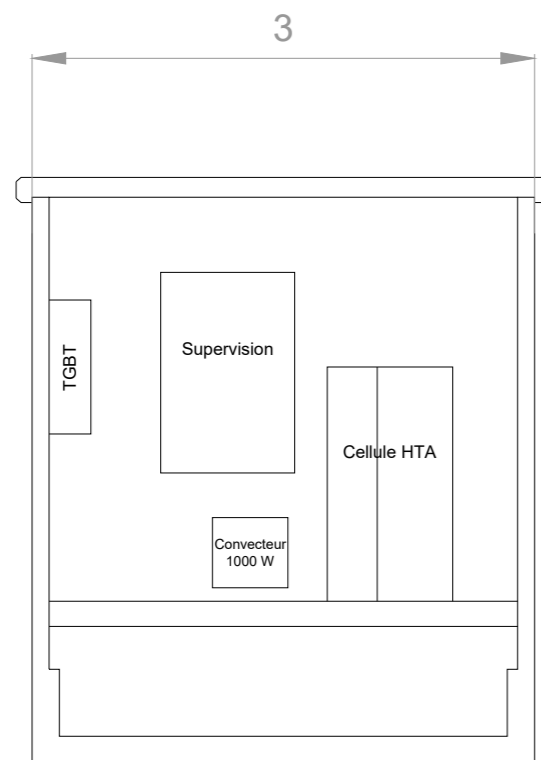 3
TGBT
Supervision
Cellule HTA
Convecteur
1000 W